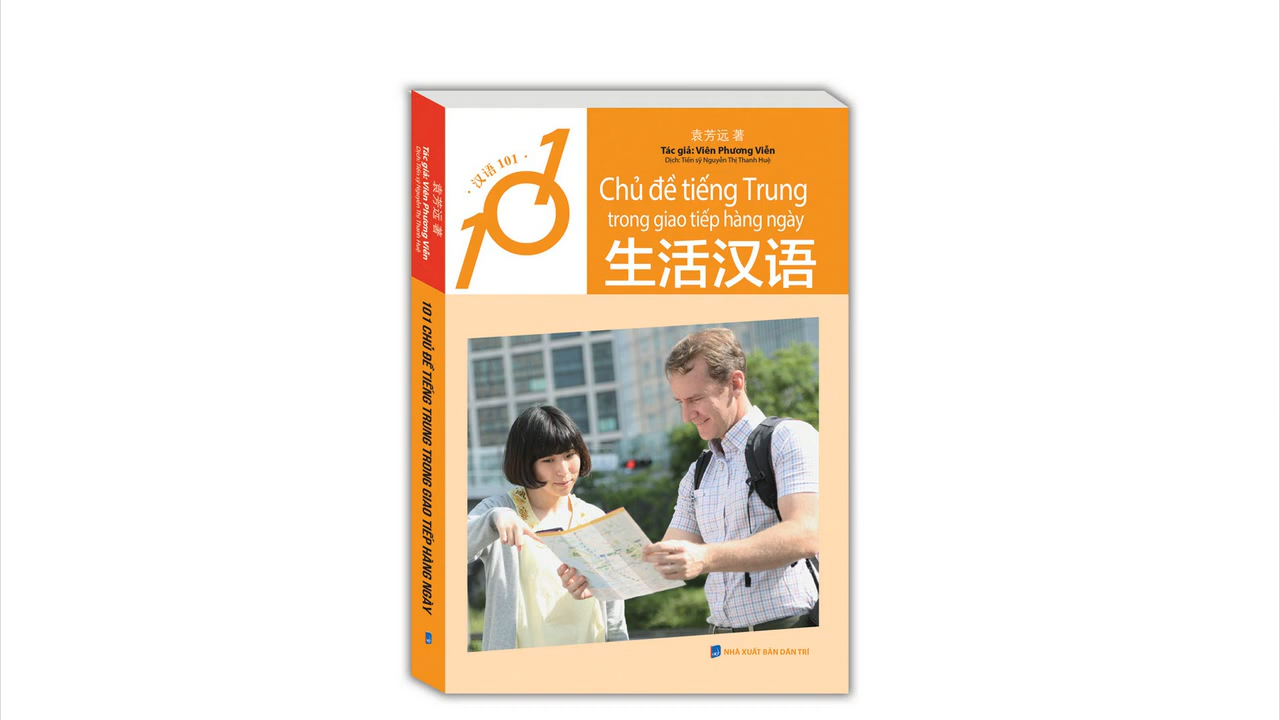 袁芳远 著
Tác giả: Viên Phương Viễn
Dịch: Tiến sỹ Nguyễn Thị Thanh Huệ
101 CHỦ ĐỀ TIẾNG TRUNG TRONG GIAO TIẾP HÀNG NGÀY
· 汉语 101 ·
101
袁芳远 著
Tác giả: Viên Phương Viễn
Dịch: Tiến sỹ Nguyễn Thị Thanh Huệ
Chủ đề tiếng Trung
trong giao tiếp hàng ngày
生活汉语
NHÀ XUẤT BẢN DÂN TRÍ